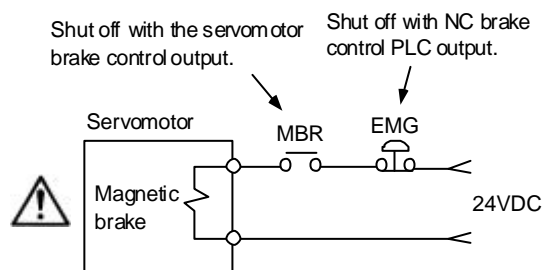 Shut off with the servomotor
brake control output.
Shut off with NC brake
control PLC output.
Servomotor
MBR
EMG
Magnetic
brake
24VDC